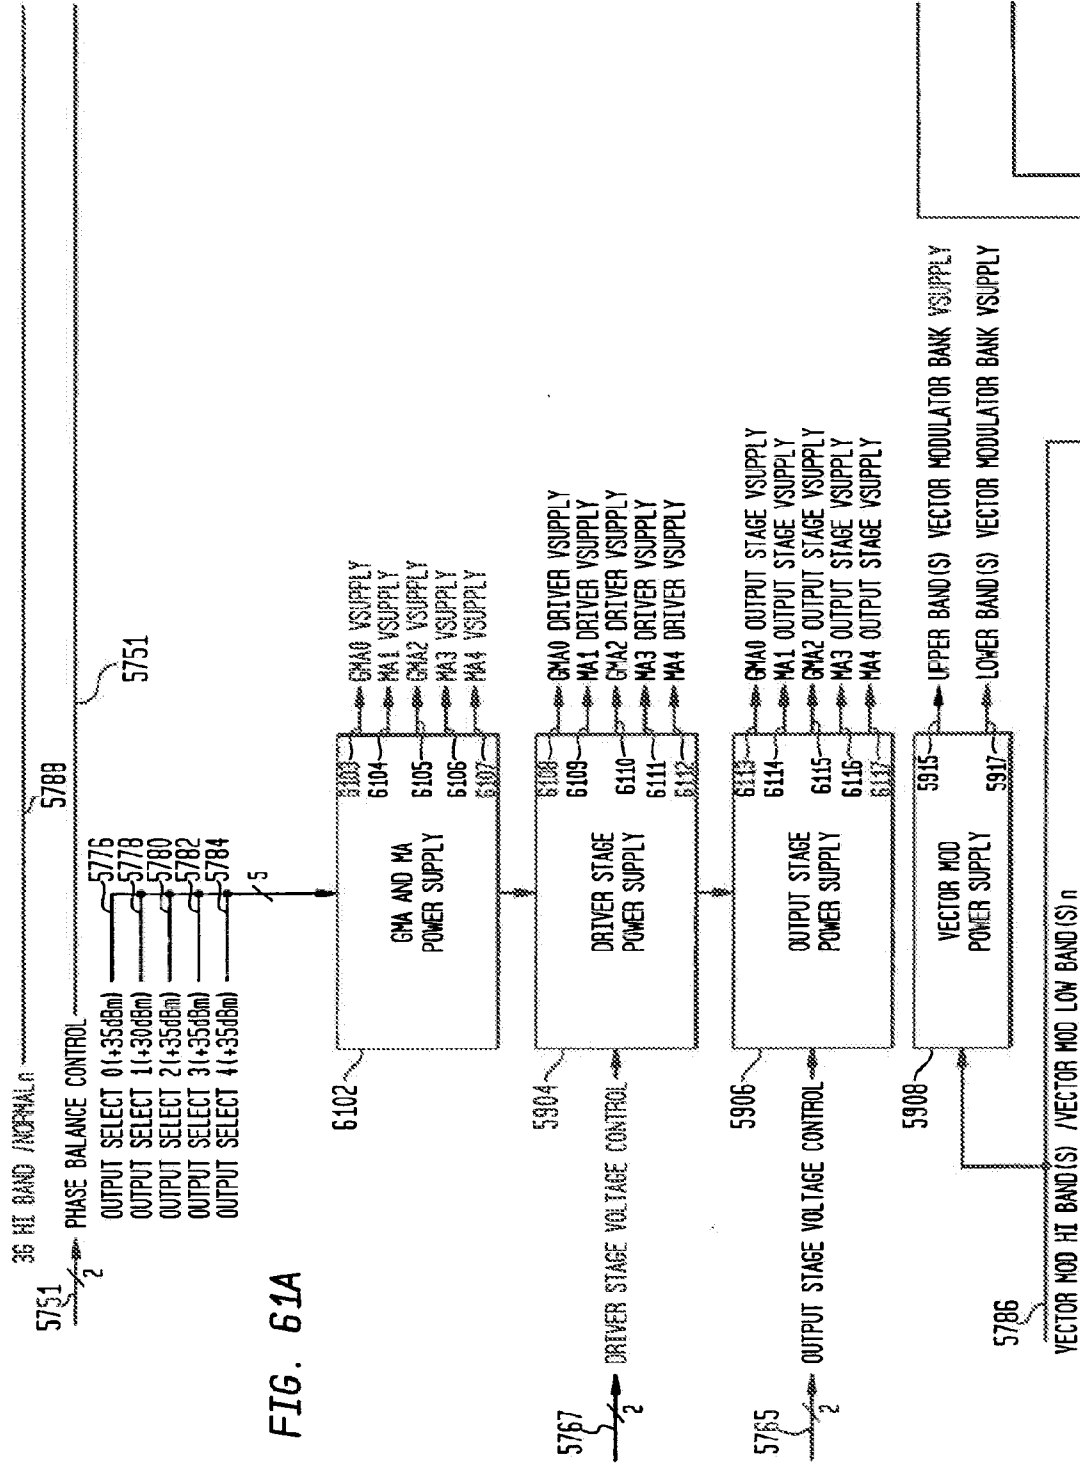 3G HI BAND /NORMALn
5788
5751
2
PHASE BALANCE CONTROL
5751
OUTPUT SELECT 0(+35dBm)
5776
OUTPUT SELECT 1(+30dBm)
5778
OUTPUT SELECT 2(+35dBm)
5780
OUTPUT SELECT 3(+35dBm)
5782
OUTPUT SELECT 4(+35dBm)
5784
5
FIG. 61A
6102
GMA AND MA
POWER SUPPLY
6103
GMA0 VSUPPLY
6104
MA1 VSUPPLY
6105
GMA2 VSUPPLY
6106
MA3 VSUPPLY
6107
MA4 VSUPPLY
5767
2
DRIVER STAGE VOLTAGE CONTROL
5904
DRIVER STAGE
POWER SUPPLY
6108
GMA0 DRIVER VSUPPLY
6109
MA1 DRIVER VSUPPLY
6110
GMA2 DRIVER VSUPPLY
6111
MA3 DRIVER VSUPPLY
6112
MA4 DRIVER VSUPPLY
5765
2
OUTPUT STAGE VOLTAGE CONTROL
5906
OUTPUT STAGE
POWER SUPPLY
6113
GMA0 OUTPUT STAGE VSUPPLY
6114
MA1 OUTPUT STAGE VSUPPLY
6115
GMA2 OUTPUT STAGE VSUPPLY
6116
MA3 OUTPUT STAGE VSUPPLY
6117
MA4 OUTPUT STAGE VSUPPLY
5908
VECTOR MOD
POWER SUPPLY
5915
UPPER BAND(S) VECTOR MODULATOR BANK VSUPPLY
5917
LOWER BAND(S) VECTOR MODULATOR BANK VSUPPLY
5786
VECTOR MOD HI BAND(S) /VECTOR MOD LOW BAND(S)n